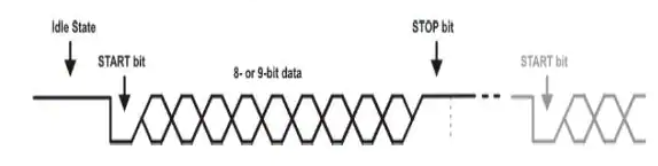 Idle State
START bit
8- or 9-bit data
STOP bit
START bit